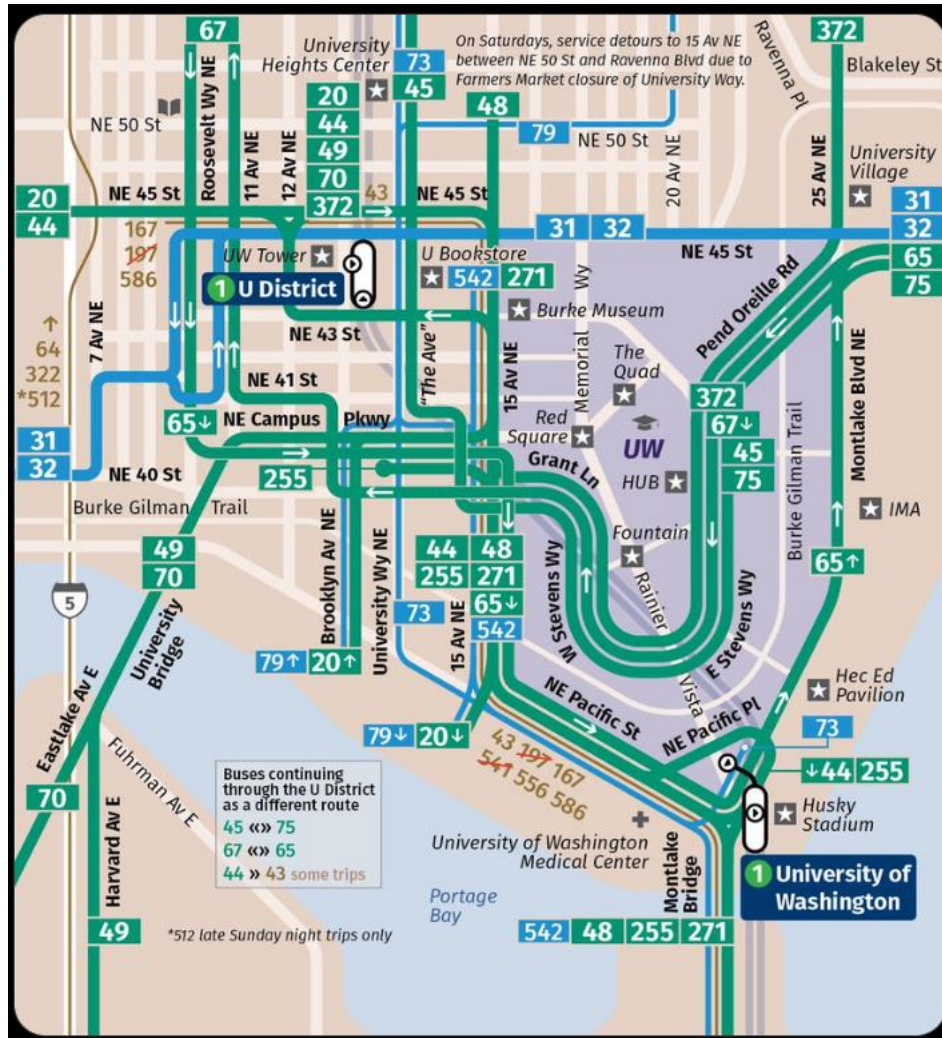 67
University
Heights Center
73
45
On Saturdays, service detours to 15 Av NE
between NE 50 St and Ravenna Blvd due to
Farmers Market closure of University Way.
Ravenna Pl
372
Blakeley St
Roosevelt Wy NE
11 Av NE
12 Av NE
20
44
49
70
372
48
79
NE 50 St
NE 50 St
20 Av NE
25 Av NE
University
Village
20
44
NE 45 St
43
NE 45 St
31
32
31
32
65
75
NE 45 St
167
197
586
UW Tower
1 U District
U Bookstore
542
271
Burke Museum
NE 43 St
"The Ave"
15 Av NE
Memorial Wy
Pend Oreille Rd
7 Av NE
↑
64
322
*512
31
32
NE 41 St
The
Quad
Red
Square
UW
372
67↓
45
75
65↓
NE Campus Pkwy
NE 40 St
255
Grant Ln
HUB
Burke Gilman Trail
Montlake Blvd NE
IMA
Burke Gilman Trail
Fountain
5
49
70
University
Bridge
Brooklyn Av NE
University Wy NE
44
48
255
271
65↓
542
73
15 Av NE
W Stevens Wy
Rainier Vista
E Stevens Wy
65↑
79↑
20↑
79↓
20↓
Eastlake Av E
70
Fuhrman Av E
Harvard Av E
49
NE Pacific St
NE Pacific Pl
Hec Ed
Pavilion
73
↓44
255
43 197 167
541 556 586
Buses continuing
through the U District
as a different route
45 «» 75
67 «» 65
44 » 43 some trips
University of Washington
Medical Center
Husky
Stadium
1 University of
Washington
Portage
Bay
Montlake
Bridge
*512 late Sunday night trips only
542
48
255
271